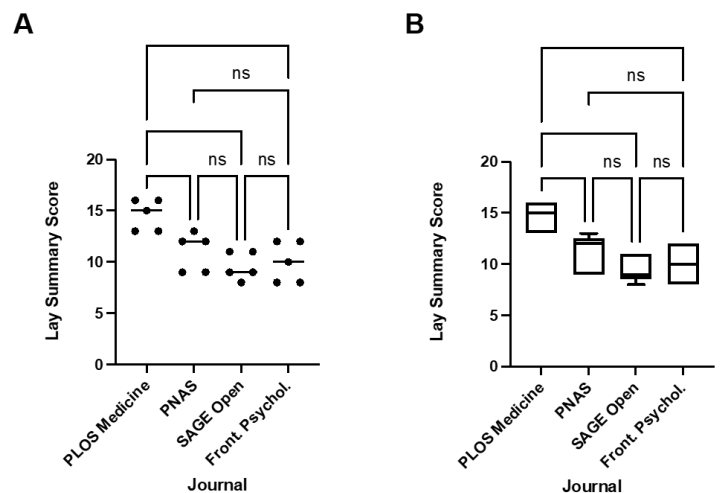 A
ns
ns
ns
20
15
10
5
0
Lay Summary Score
PLOS Medicine
PNAS
SAGE Open
Front. Psychol.
Journal
B
ns
ns
ns
20
15
10
5
0
Lay Summary Score
PLOS Medicine
PNAS
SAGE Open
Front. Psychol.
Journal